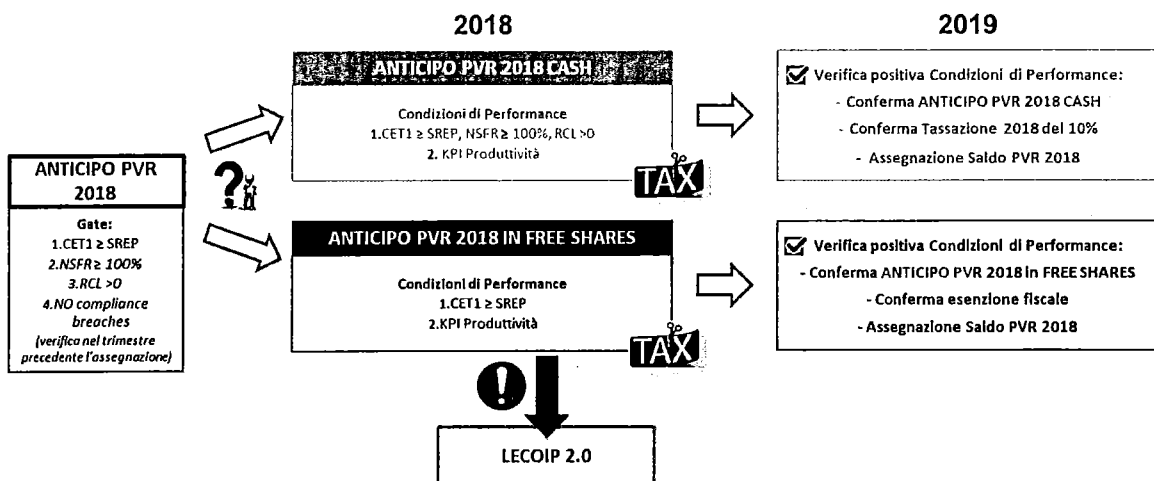 2018
2019
ANTICIPO PVR 2018 CASH
Condizioni di Performance
1.CET1 ≥ SREP, NSFR ≥ 100%, RCL >0
2. KPI Produttività
TAX
Verifica positiva Condizioni di Performance:
- Conferma ANTICIPO PVR 2018 CASH
- Conferma Tassazione 2018 del 10%
- Assegnazione Saldo PVR 2018
ANTICIPO PVR
2018
Gate:
1.CET1 ≥ SREP
2.NSFR ≥ 100%
3.RCL >0
4.NO compliance
breaches
(verifica nel trimestre
precedente l'assegnazione)
?
ANTICIPO PVR 2018 IN FREE SHARES
Condizioni di Performance
1.CET1 ≥ SREP
2.KPI Produttività
TAX
Verifica positiva Condizioni di Performance:
- Conferma ANTICIPO PVR 2018 in FREE SHARES
- Conferma esenzione fiscale
- Assegnazione Saldo PVR 2018
!
LECOIP 2.0